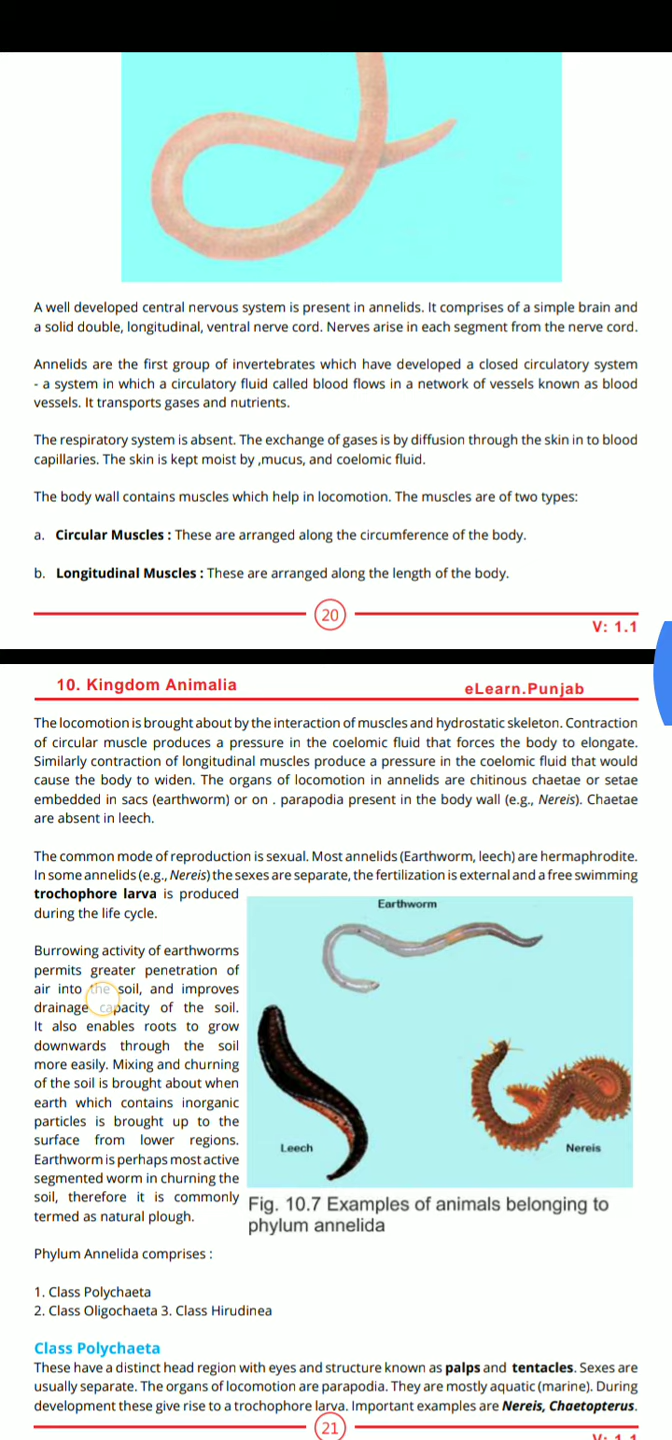 A well developed central nervous system is present in annelids. It comprises of a simple brain and
a solid double, longitudinal, ventral nerve cord. Nerves arise in each segment from the nerve cord.
Annelids are the first group of invertebrates which have developed a closed circulatory system
- a system in which a circulatory fluid called blood flows in a network of vessels known as blood
vessels. It transports gases and nutrients.
The respiratory system is absent. The exchange of gases is by diffusion through the skin in to blood
capillaries. The skin is kept moist by ,mucus, and coelomic fluid.
The body wall contains muscles which help in locomotion. The muscles are of two types:
a. Circular Muscles : These are arranged along the circumference of the body.
b. Longitudinal Muscles : These are arranged along the length of the body.
20
V: 1.1
10. Kingdom Animalia
eLearn.Punjab
The locomotion is brought about by the interaction of muscles and hydrostatic skeleton. Contraction
of circular muscle produces a pressure in the coelomic fluid that forces the body to elongate.
Similarly contraction of longitudinal muscles produce a pressure in the coelomic fluid that would
cause the body to widen. The organs of locomotion in annelids are chitinous chaetae or setae
embedded in sacs (earthworm) or on . parapodia present in the body wall (e.g., Nereis). Chaetae
are absent in leech.
The common mode of reproduction is sexual. Most annelids (Earthworm, leech) are hermaphrodite.
In some annelids (e.g., Nereis) the sexes are separate, the fertilization is external and a free swimming
trochophore larva is produced
during the life cycle.
Burrowing activity of earthworms
permits greater penetration of
air into the soil, and improves
drainage capacity of the soil.
It also enables roots to grow
downwards through the soil
more easily. Mixing and churning
of the soil is brought about when
earth which contains inorganic
particles is brought up to the
surface from lower regions.
Earthworm is perhaps most active
segmented worm in churning the
soil, therefore it is commonly
termed as natural plough.
Earthworm
Leech
Nereis
Fig. 10.7 Examples of animals belonging to
phylum annelida
Phylum Annelida comprises :
1. Class Polychaeta
2. Class Oligochaeta 3. Class Hirudinea
Class Polychaeta
These have a distinct head region with eyes and structure known as palps and tentacles. Sexes are
usually separate. The organs of locomotion are parapodia. They are mostly aquatic (marine). During
development these give rise to a trochophore larva. Important examples are Nereis, Chaetopterus.
21
V: 1.1